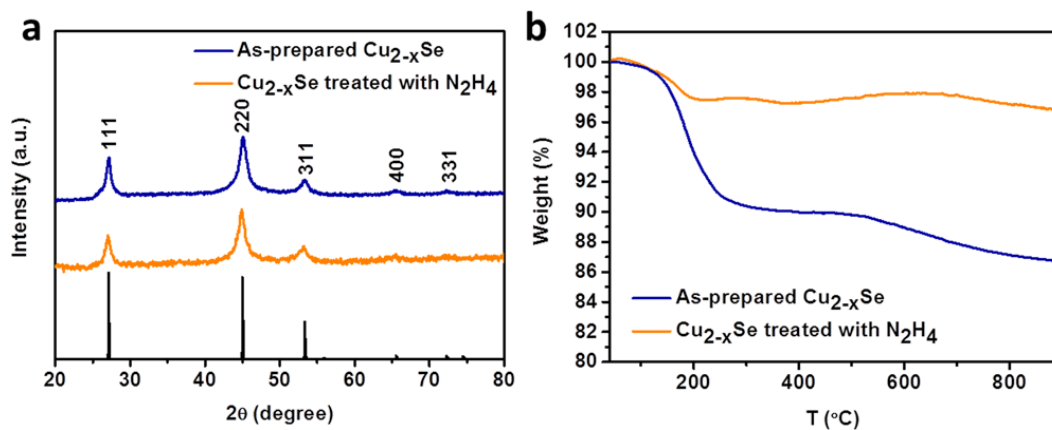 a
As-prepared Cu2-xSe
Cu2-xSe treated with N2H4
111
220
311
400
331
Intensity (a.u.)
20 30 40 50 60 70 80
2θ (degree)
b
102
100
98
96
94
92
90
88
86
84
82
80
Weight (%)
As-prepared Cu2-xSe
Cu2-xSe treated with N2H4
200 400 600 800
T (°C)